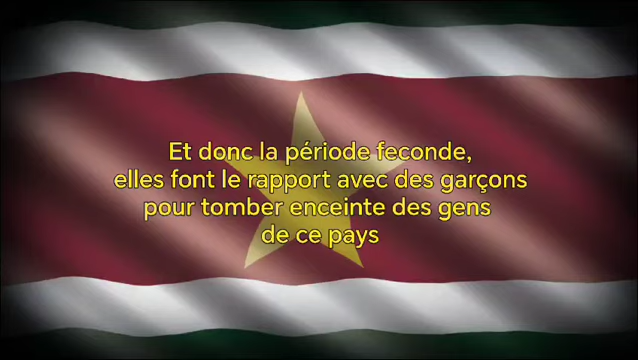 Et donc la période feconde,
elles font le rapport avec des garçons
pour tomber enceinte des gens
de ce pays